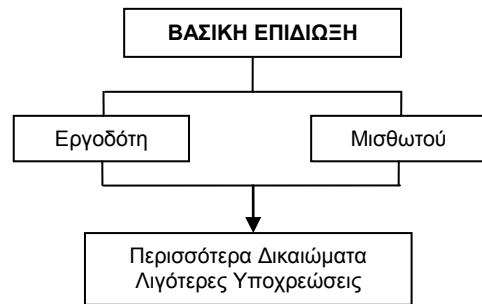 ΒΑΣΙΚΗ ΕΠΙΔΙΩΞΗ
Εργοδότη
Μισθωτού
Περισσότερα Δικαιώματα
Λιγότερες Υποχρεώσεις